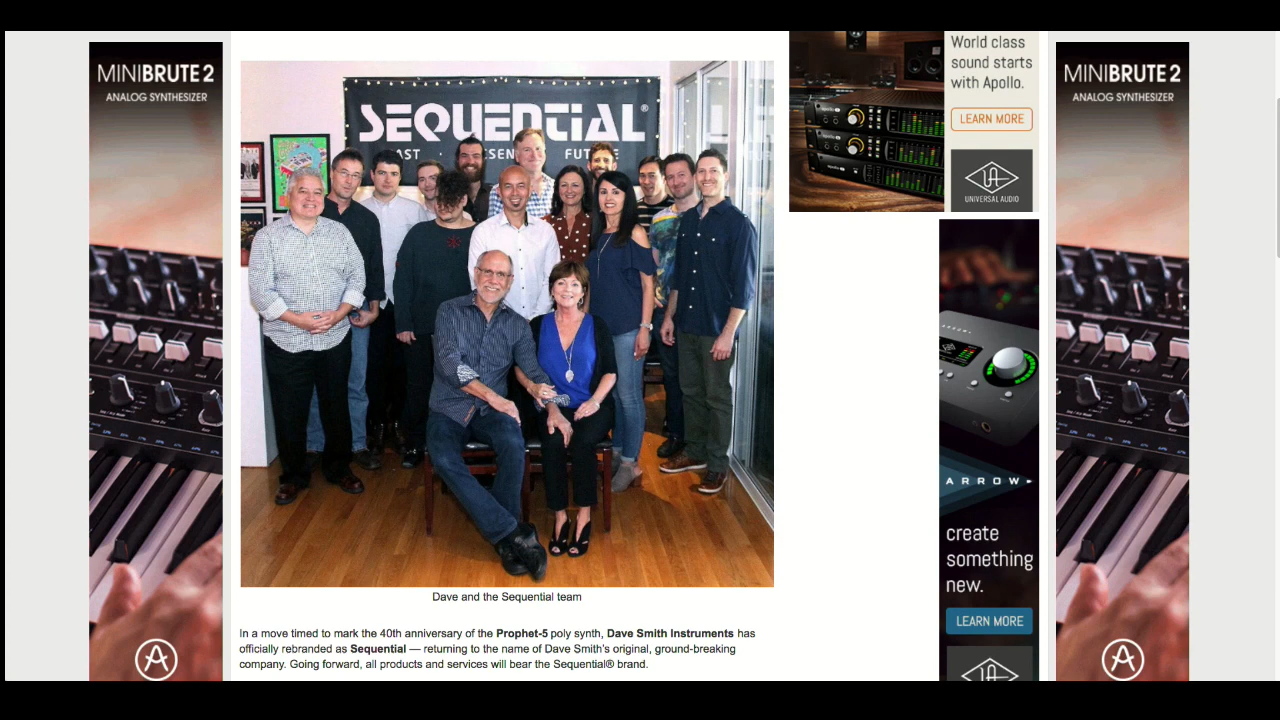 MINIBRUTE 2
ANALOG SYNTHESIZER
SEQUENTIAL®
FUTURE
Dave and the Sequential team
In a move timed to mark the 40th anniversary of the Prophet-5 poly synth, Dave Smith Instruments has
officially rebranded as Sequential — returning to the name of Dave Smith's original, ground-breaking
company. Going forward, all products and services will bear the Sequential® brand.
World class
sound starts
with Apollo.
LEARN MORE
UNIVERSAL AUDIO
ARROW
ARROW
create
something
new.
LEARN MORE
MINIBRUTE 2
ANALOG SYNTHESIZER